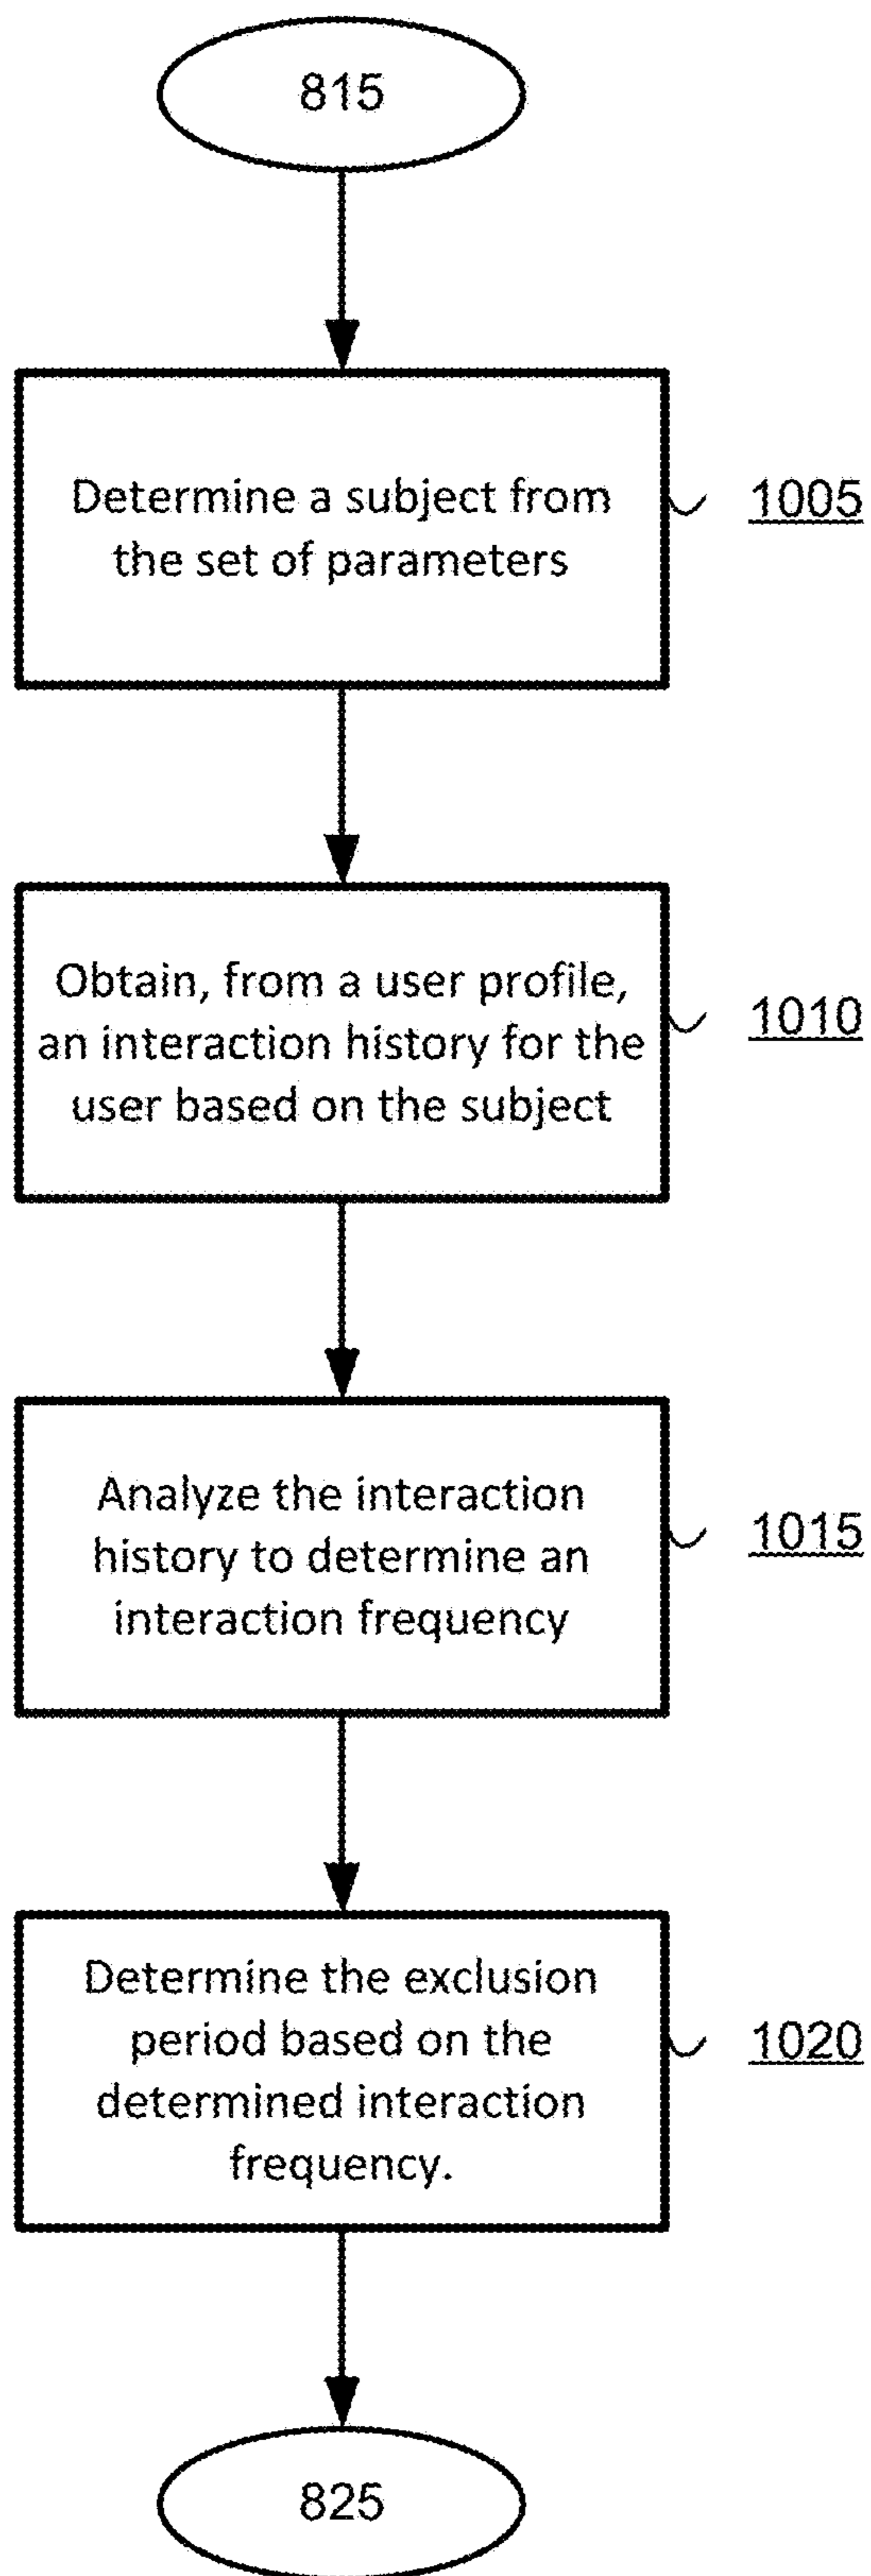 815
Determine a subject from
the set of parameters
1005
Obtain, from a user profile,
an interaction history for the
user based on the subject
1010
Analyze the interaction
history to determine an
interaction frequency
1015
Determine the exclusion
period based on the
determined interaction
frequency.
1020
825